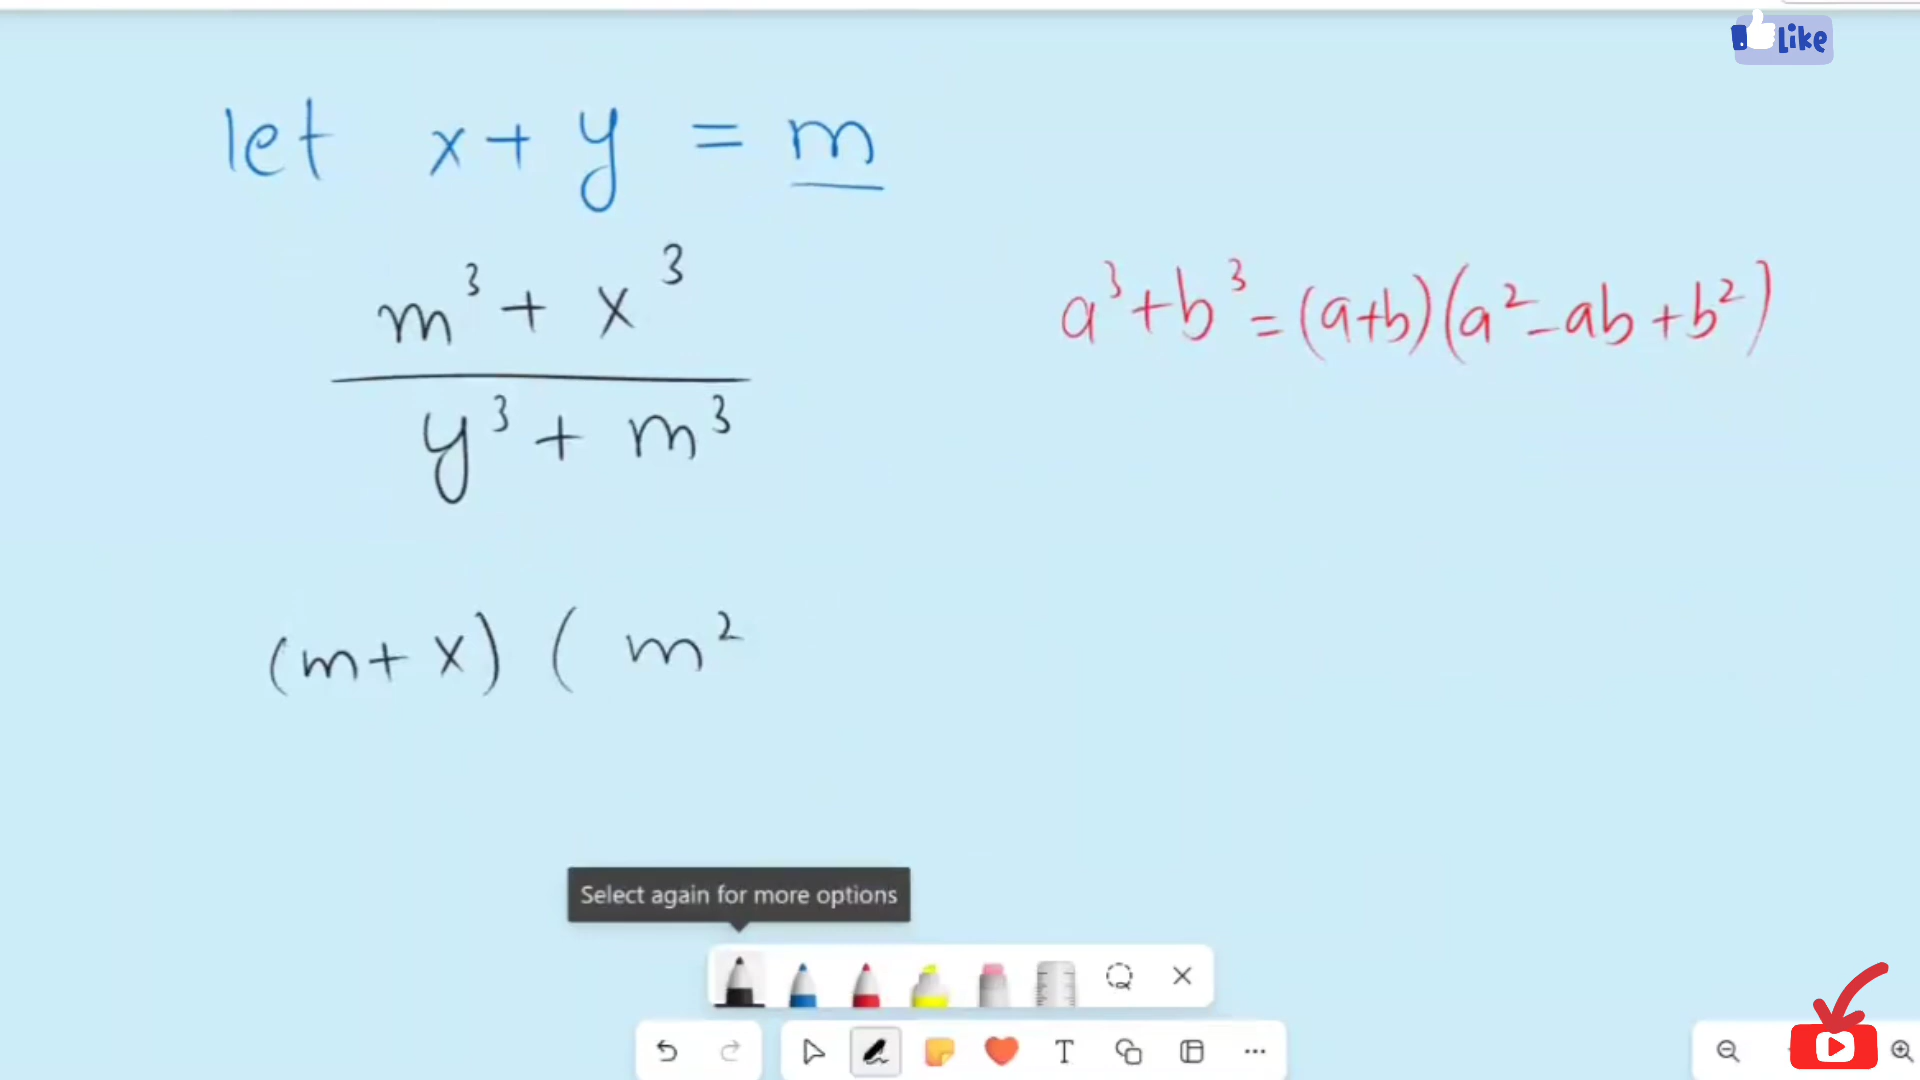 Like
let x + y = m
m³ + x³
y³ + m³
a³ + b³ = (a+b)(a² - ab + b²)
(m + x) ( m²
Select again for more options
T